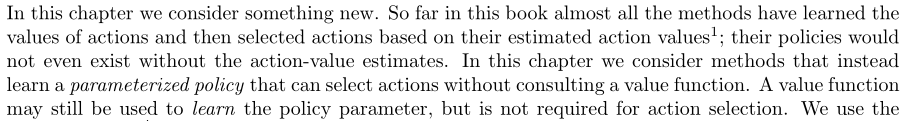 In this chapter we consider something new. So far in this book almost all the methods have learned the
values of actions and then selected actions based on their estimated action values¹; their policies would
not even exist without the action-value estimates. In this chapter we consider methods that instead
learn a parameterized policy that can select actions without consulting a value function. A value function
may still be used to learn the policy parameter, but is not required for action selection. We use the